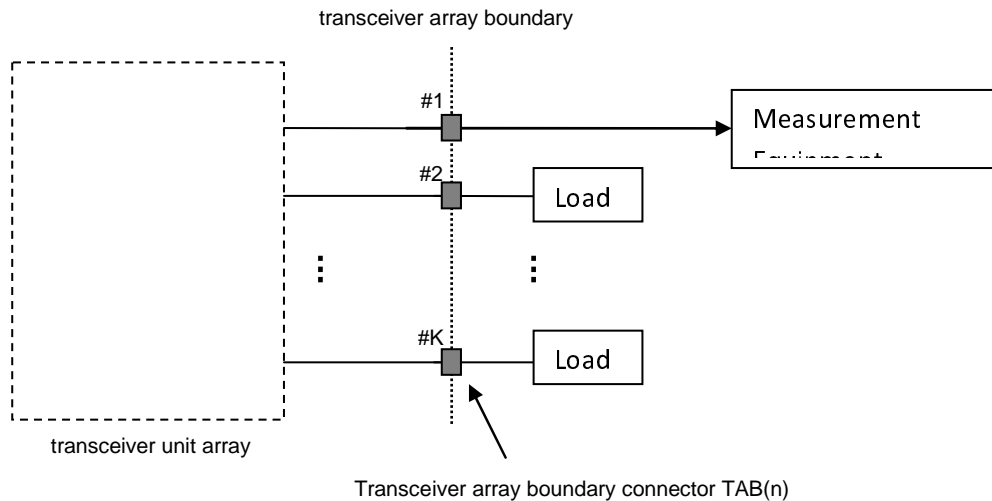 transceiver array boundary
#1
Measurement
#2
Load
#K
Load
transceiver unit array
Transceiver array boundary connector TAB(n)